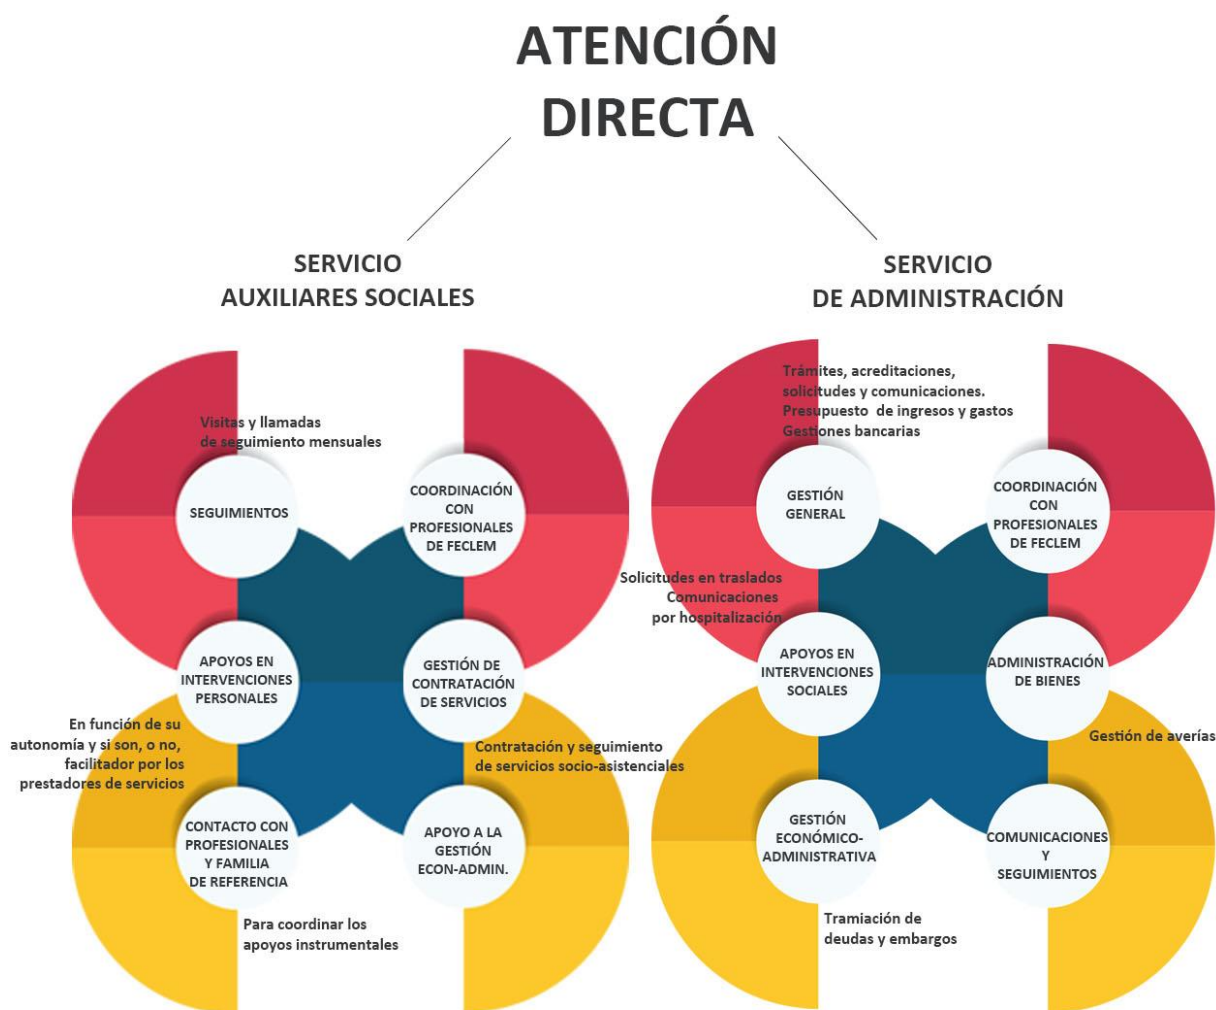 ATENCIÓN
DIRECTA
SERVICIO
AUXILIARES SOCIALES
Visitas y llamadas
de seguimiento mensuales
SEGUIMIENTOS
COORDINACIÓN
CON
PROFESIONALES
DE FECLEM
APOYOS EN
INTERVENCIONES
PERSONALES
GESTIÓN DE
CONTRATACIÓN
DE SERVICIOS
En función de su
autonomía y si son, o no,
facilitador por los
prestadores de servicios
Contratación y seguimiento
de servicios socio-asistenciales
CONTACTO CON
PROFESIONALES
Y FAMILIA
DE REFERENCIA
APOYO A LA
GESTIÓN
ECON-ADMIN.
Para coordinar los
apoyos instrumentales
SERVICIO
DE ADMINISTRACIÓN
Trámites, acreditaciones,
solicitudes y comunicaciones.
Presupuesto de ingresos y gastos
Gestiones bancarias
GESTIÓN
GENERAL
COORDINACIÓN
CON
PROFESIONALES
DE FECLEM
Solicitudes en traslados
Comunicaciones
por hospitalización
APOYOS EN
INTERVENCIONES
SOCIALES
ADMINISTRACIÓN
DE BIENES
Gestión de averías
GESTIÓN
ECONÓMICO-
ADMINISTRATIVA
COMUNICACIONES
Y
SEGUIMIENTOS
Tramiación de
deudas y embargos